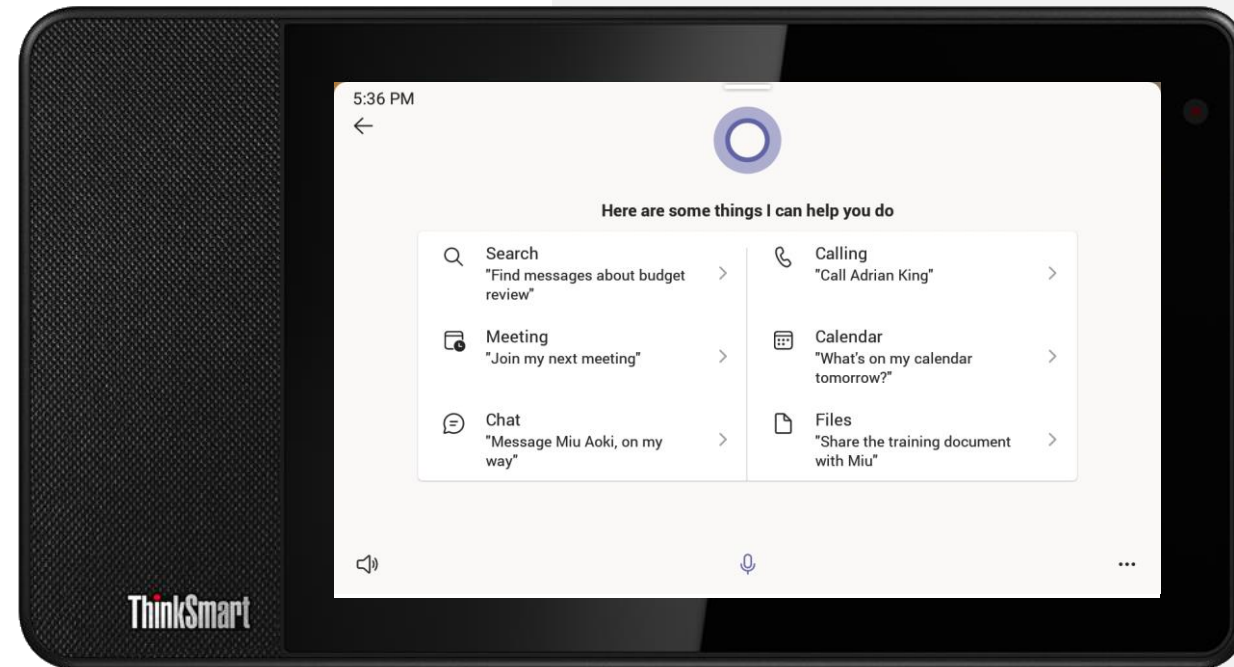 5:36 PM
Here are some things I can help you do
Search
"Find messages about budget
review"
Calling
"Call Adrian King"
Meeting
"Join my next meeting"
Calendar
"What's on my calendar
tomorrow?"
Chat
"Message Miu Aoki, on my
way"
Files
"Share the training document
with Miu"
ThinkSmart